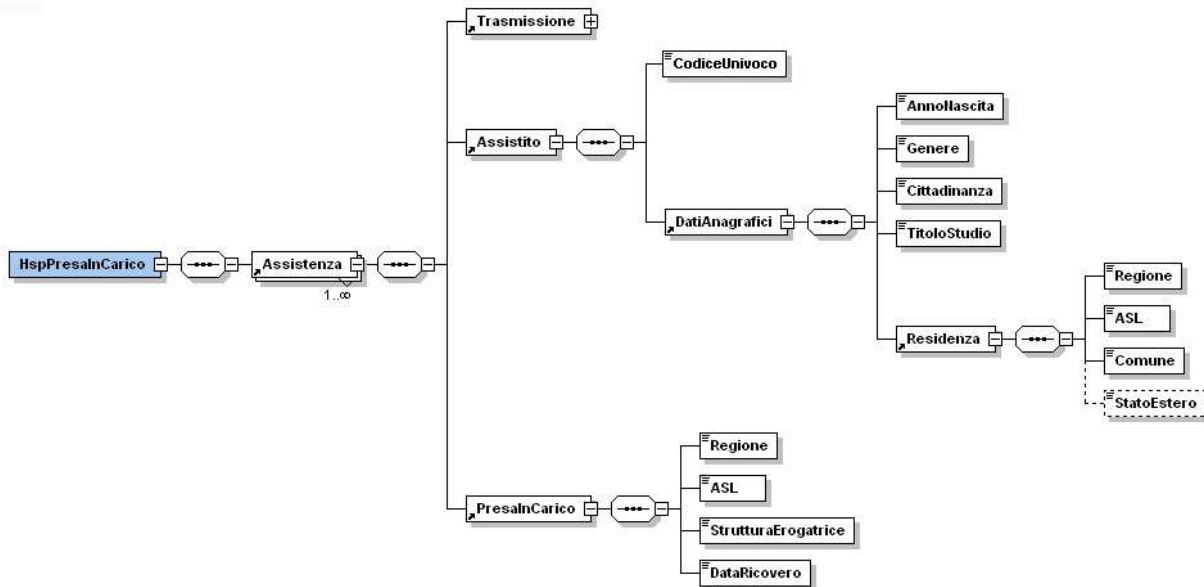 Trasmissione
CodiceUnivoco
AnnoNascita
Assistito
Genere
Cittadinanza
DatiAnagrafici
TitoloStudio
HspPresaInCarico
Assistenza
1..∞
Regione
ASL
Residenza
Comune
StatoEstero
Regione
ASL
PresaInCarico
StrutturaErogatrice
DataRicovero